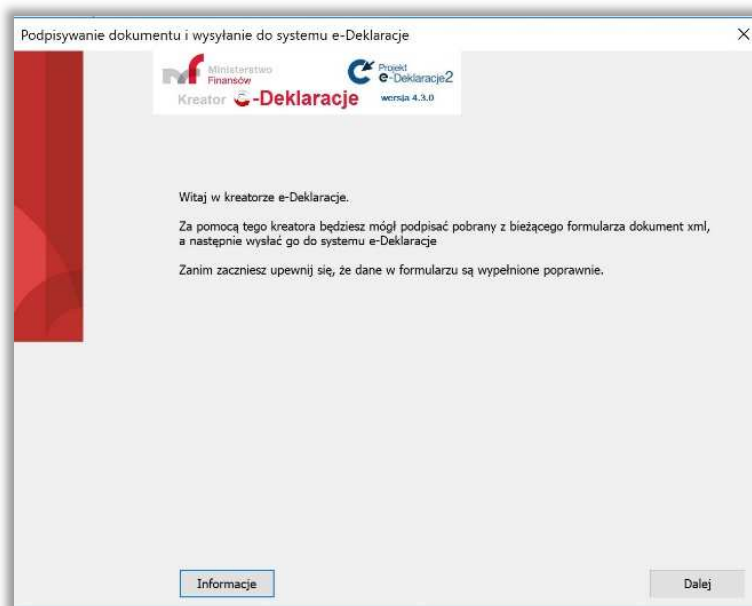 Podpisywanie dokumentu i wysyłanie do systemu e-Deklaracje
Ministerstwo
Finansów
Projekt
e-Deklaracje2
Kreator e-Deklaracje
wersja 4.3.0
Witaj w kreatorze e-Deklaracje.
Za pomocą tego kreatora będziesz mógł podpisać pobrany z bieżącego formularza dokument xml,
a następnie wysłać go do systemu e-Deklaracje
Zanim zaczniesz upewnij się, że dane w formularzu są wypełnione poprawnie.
Informacje
Dalej